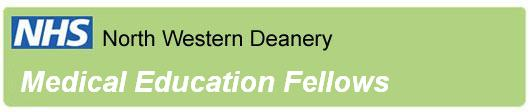 NHS North Western Deanery
Medical Education Fellows